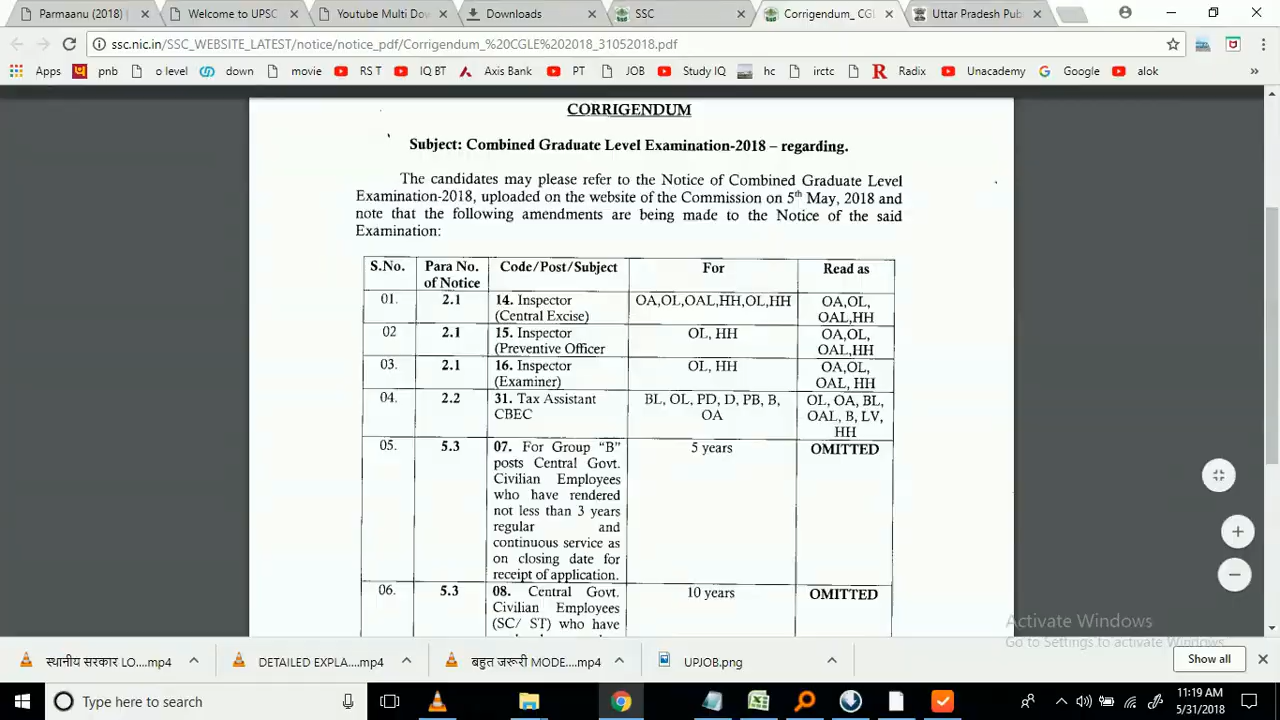 Parmaanu (2018)
Welcome to UPSC
Youtube Multi Dov
Downloads
SSC
Corrigendum_ CGL
Uttar Pradesh Pub
ssc.nic.in/SSC_WEBSITE_LATEST/notice/notice_pdf/Corrigendum_%20CGLE%202018_31052018.pdf
Apps pnb o level down movie RS T IQ BT Axis Bank PT JOB Study IQ hc irctc Radix Unacademy Google alok »
CORRIGENDUM
Subject: Combined Graduate Level Examination-2018 – regarding.
The candidates may please refer to the Notice of Combined Graduate Level
Examination-2018, uploaded on the website of the Commission on 5th May, 2018 and
note that the following amendments are being made to the Notice of the said
Examination:
S.No. Para No. Code/Post/Subject For Read as
of Notice
01. 2.1 14. Inspector OA,OL,OAL,HH,OL,HH OA,OL,
(Central Excise) OAL,HH
02 2.1 15. Inspector OL, HH OA,OL,
(Preventive Officer OAL,HH
03. 2.1 16. Inspector OL, HH OA,OL,
(Examiner) OAL, HH
04. 2.2 31. Tax Assistant BL, OL, PD, D, PB, B, OL, OA, BL,
CBEC OA OAL, B, LV,
HH
05. 5.3 07. For Group "B" 5 years OMITTED
posts Central Govt.
Civilian Employees
who have rendered
not less than 3 years
regular and
continuous service as
on closing date for
receipt of application.
06. 5.3 08. Central Govt. 10 years OMITTED
Civilian Employees
(SC/ ST) who have
Activate Windows
Go to Settings to activate Windows.
स्थानीय सरकार LO....mp4
DETAILED EXPLA....mp4
बहुत जरूरी MODE....mp4
UPJOB.png
Show all
Type here to search
11:19 AM
5/31/2018